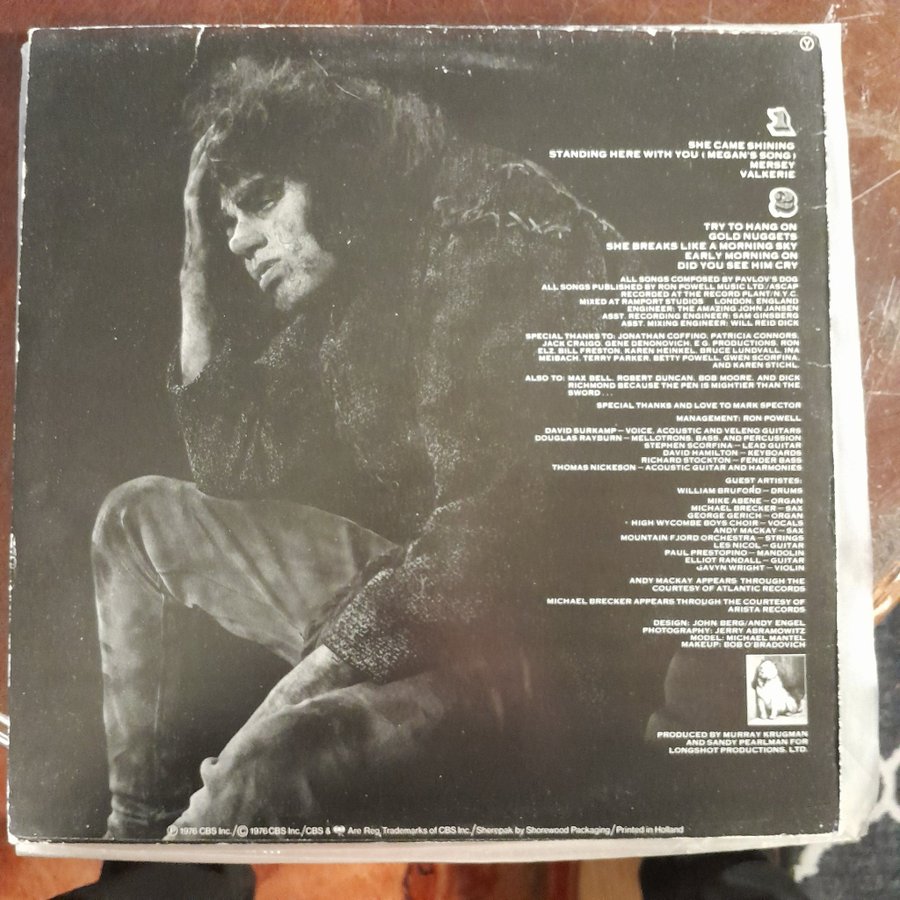 Y
1
SHE CAME SHINING
STANDING HERE WITH YOU (MEGAN'S SONG)
MERSEY
VALKERIE
2
TRY TO HANG ON
GOLD NUGGETS
SHE BREAKS LIKE A MORNING SKY
EARLY MORNING ON
DID YOU SEE HIM CRY
ALL SONGS COMPOSED BY PAVLOV'S DOG
ALL SONGS PUBLISHED BY RON POWELL MUSIC LTD/ASCAP
RECORDED AT THE RECORD PLANT/N.Y.C.
MIXED AT RAMPORT STUDIOS LONDON, ENGLAND
ENGINEER: THE AMAZING JOHN JANSEN
ASST. RECORDING ENGINEER: SAM GINSBERG
ASST. MIXING ENGINEER: WILL REID DICK
SPECIAL THANKS TO: JONATHAN COFFINO, PATRICIA CONNORS,
JACK CRAIGO, GENE DENONOVICH, E.G. PRODUCTIONS, RON
ELZ, BILL FRESTON, KAREN HEINKEL, BRUCE LUNDVALL, INA
MEIBACH, TERRY PARKER, BETTY POWELL, GWEN SCORFINA,
AND KAREN STICHL.
ALSO TO: MAX BELL, ROBERT DUNCAN, BOB MOORE, AND DICK
RICHMOND BECAUSE THE PEN IS MIGHTIER THAN THE
SWORD...
SPECIAL THANKS AND LOVE TO MARK SPECTOR
MANAGEMENT: RON POWELL
DAVID SURKAMP—VOICE, ACOUSTIC AND VELENO GUITARS
DOUGLAS RAYBURN—MELLOTRONS, BASS, AND PERCUSSION
STEPHEN SCORFINA—LEAD GUITAR
DAVID HAMILTON—KEYBOARDS
RICHARD STOCKTON—FENDER BASS
THOMAS NICKESON—ACOUSTIC GUITAR AND HARMONIES
GUEST ARTISTES:
WILLIAM BRUFORD—DRUMS
MIKE ABENE—ORGAN
MICHAEL BRECKER—SAX
GEORGE GERICH—ORGAN
HIGH WYCOMBE BOYS CHOIR—VOCALS
ANDY MACKAY—SAX
MOUNTAIN FJORD ORCHESTRA—STRINGS
LES NICOL—GUITAR
PAUL PRESTOPINO—MANDOLIN
ELLIOT RANDALL—GUITAR
GAVYN WRIGHT—VIOLIN
ANDY MACKAY APPEARS THROUGH THE
COURTESY OF ATLANTIC RECORDS
MICHAEL BRECKER APPEARS THROUGH THE COURTESY OF
ARISTA RECORDS
DESIGN: JOHN BERG/ANDY ENGEL
PHOTOGRAPHY: JERRY ABRAMOWITZ
MODEL: MICHAEL MANTEL
MAKEUP: BOB O'BRADOVICH
PRODUCED BY MURRAY KRUGMAN
AND SANDY PEARLMAN FOR
LONGSHOT PRODUCTIONS, LTD.
℗ 1976 CBS Inc./© 1976 CBS Inc./CBS & Are Reg. Trademarks of CBS Inc./Sherepak by Shorewood Packaging/Printed in Holland